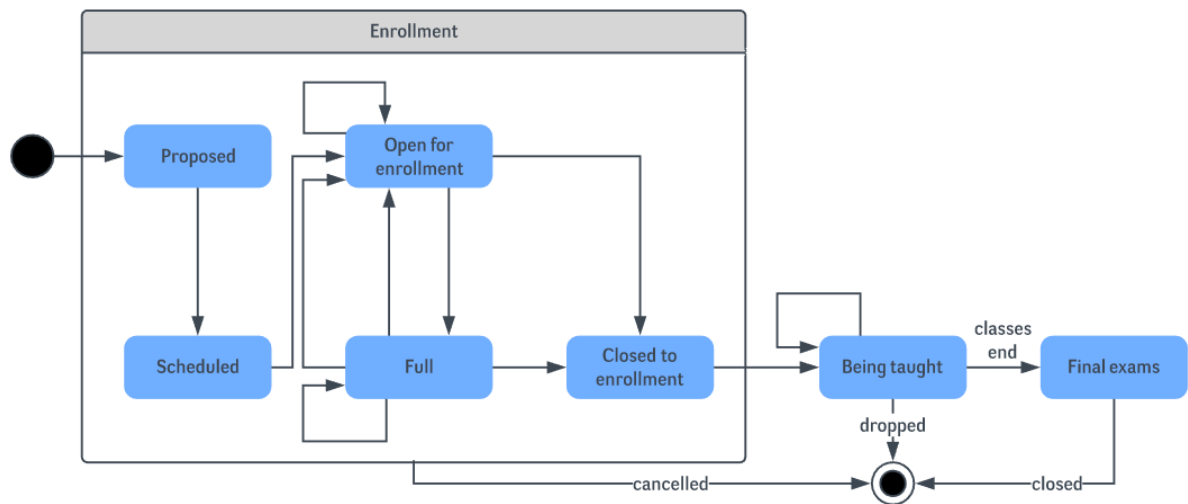 Enrollment
Proposed
Open for
enrollment
Scheduled
Full
Closed to
enrollment
Being taught
classes
end
Final exams
dropped
cancelled
closed